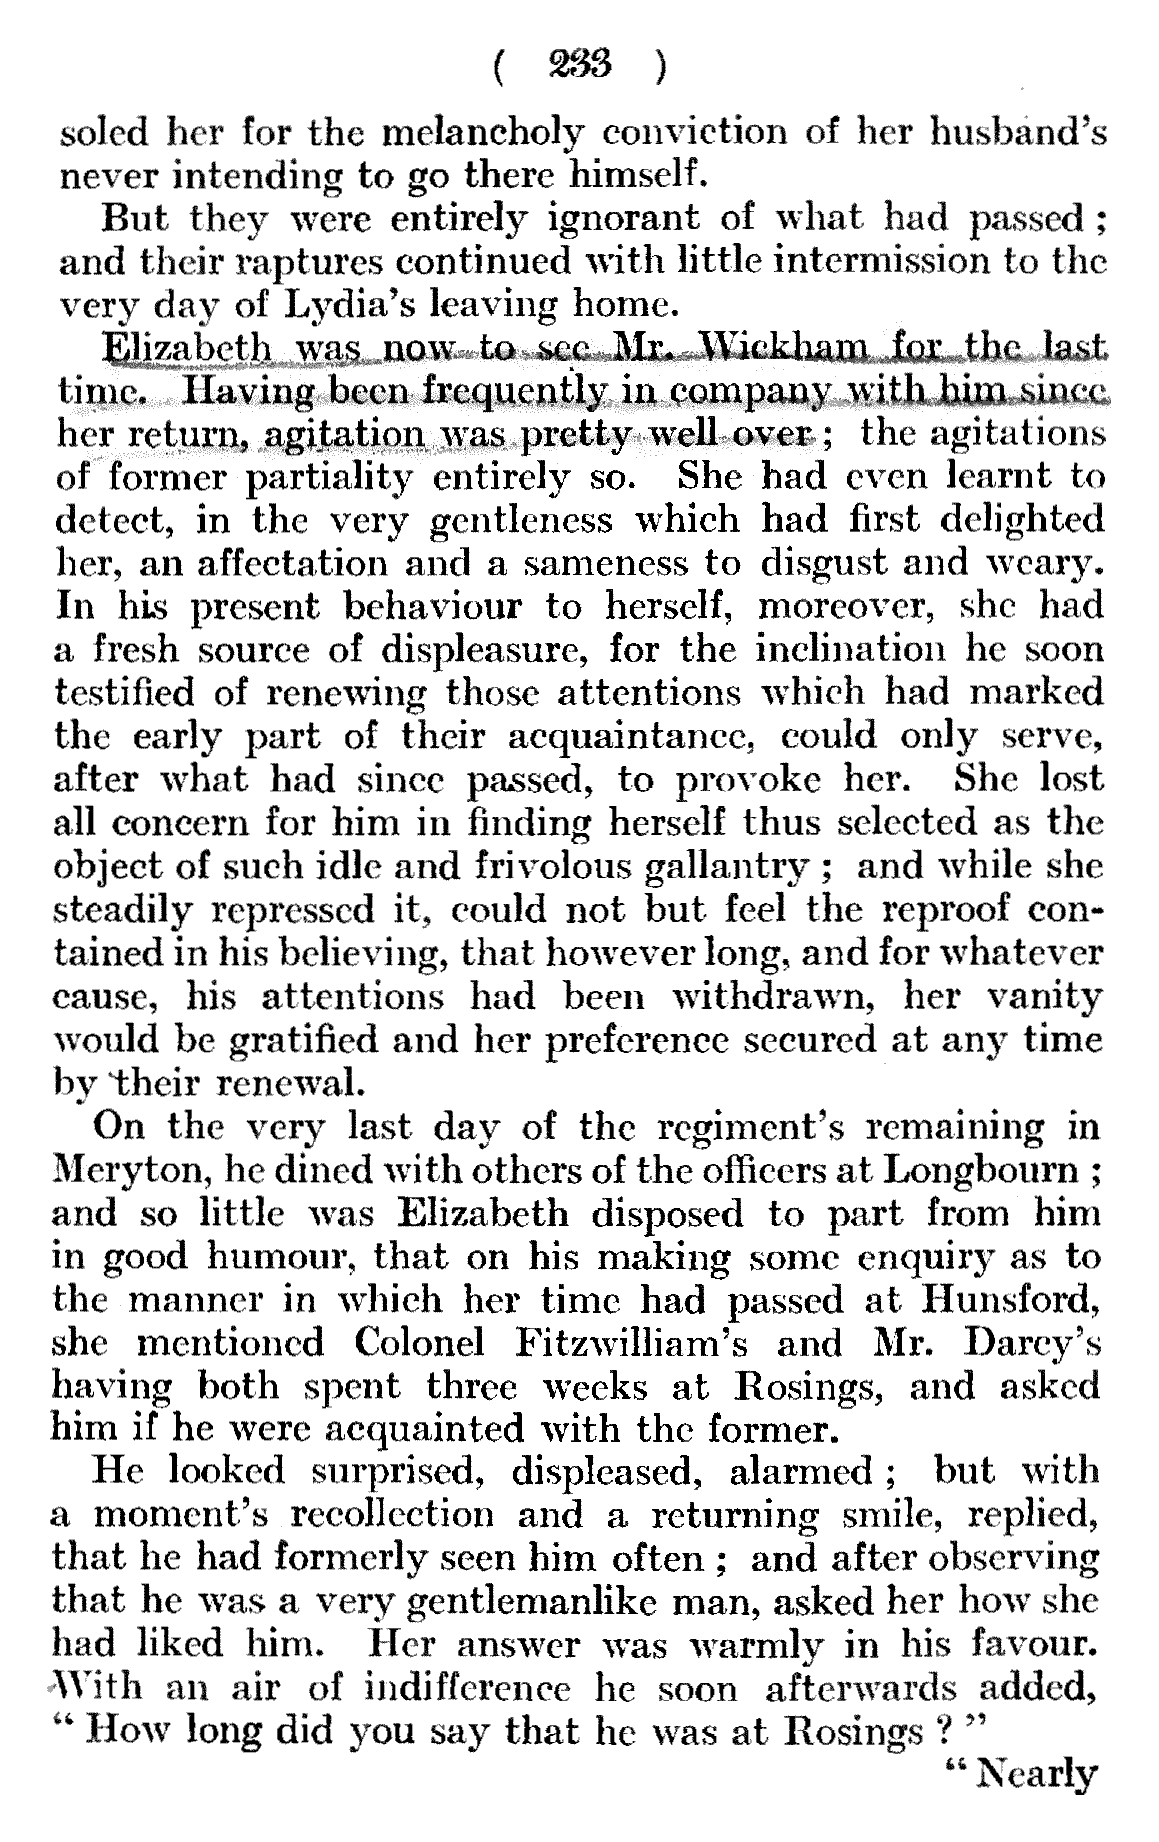 ( 233 )
soled her for the melancholy conviction of her husband's
never intending to go there himself.
But they were entirely ignorant of what had passed ;
and their raptures continued with little intermission to the
very day of Lydia's leaving home.
Elizabeth was now to see Mr. Wickham for the last
time. Having been frequently in company with him since
her return, agitation was pretty well over ; the agitations
of former partiality entirely so. She had even learnt to
detect, in the very gentleness which had first delighted
her, an affectation and a sameness to disgust and weary.
In his present behaviour to herself, moreover, she had
a fresh source of displeasure, for the inclination he soon
testified of renewing those attentions which had marked
the early part of their acquaintance, could only serve,
after what had since passed, to provoke her. She lost
all concern for him in finding herself thus selected as the
object of such idle and frivolous gallantry ; and while she
steadily repressed it, could not but feel the reproof con-
tained in his believing, that however long, and for whatever
cause, his attentions had been withdrawn, her vanity
would be gratified and her preference secured at any time
by their renewal.
On the very last day of the regiment's remaining in
Meryton, he dined with others of the officers at Longbourn ;
and so little was Elizabeth disposed to part from him
in good humour, that on his making some enquiry as to
the manner in which her time had passed at Hunsford,
she mentioned Colonel Fitzwilliam's and Mr. Darcy's
having both spent three weeks at Rosings, and asked
him if he were acquainted with the former.
He looked surprised, displeased, alarmed ; but with
a moment's recollection and a returning smile, replied,
that he had formerly seen him often ; and after observing
that he was a very gentlemanlike man, asked her how she
had liked him. Her answer was warmly in his favour.
With an air of indifference he soon afterwards added,
“ How long did you say that he was at Rosings ? ”
“ Nearly